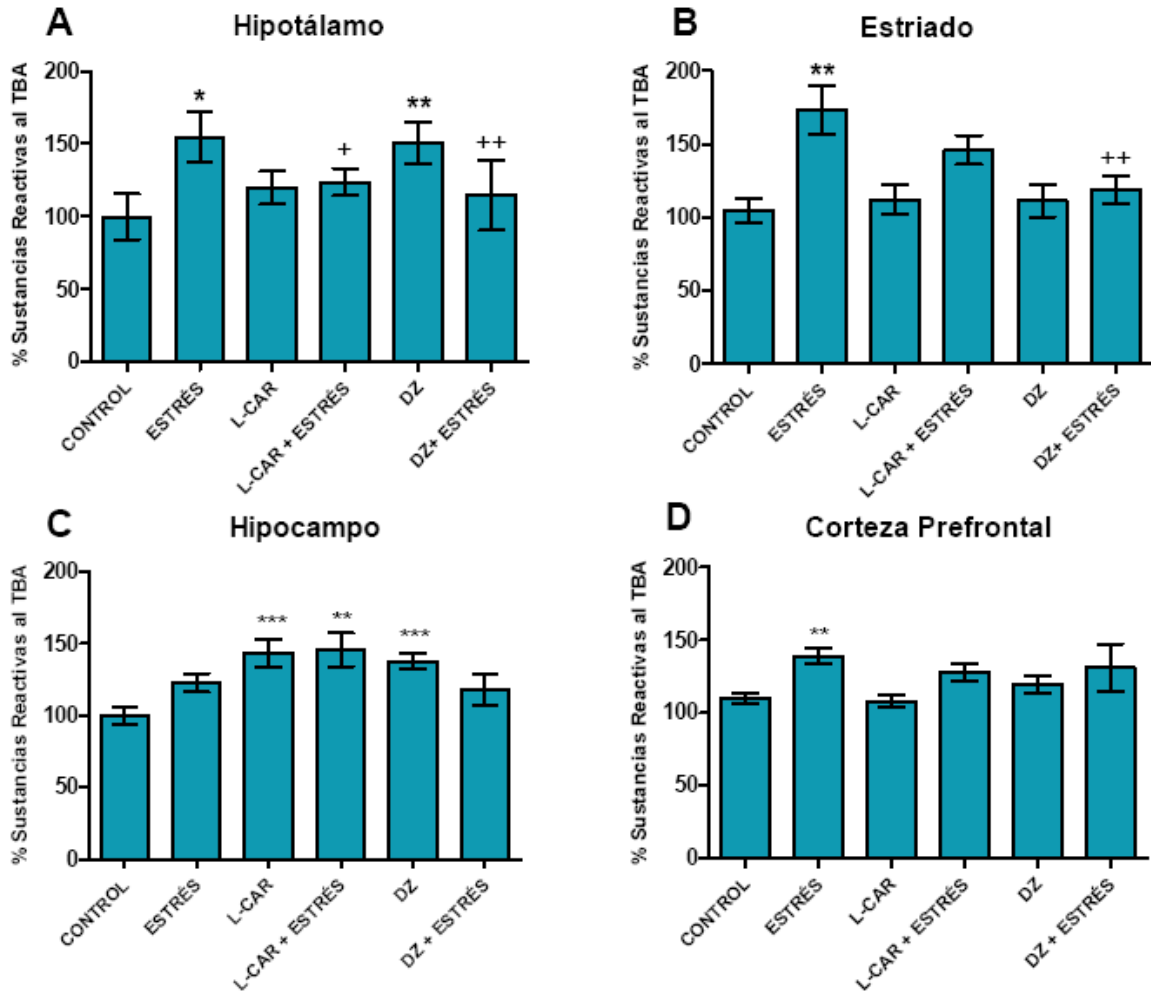 A
Hipotálamo
% Sustancias Reactivas al TBA
200
150
100
50
0
*
+
**
++
CONTROL
ESTRÉS
L-CAR
L-CAR + ESTRÉS
DZ
DZ+ ESTRÉS
B
Estriado
% Sustancias Reactivas al TBA
200
150
100
50
0
**
++
CONTROL
ESTRÉS
L-CAR
L-CAR + ESTRÉS
DZ
DZ+ ESTRÉS
C
Hipocampo
% Sustancias Reactivas al TBA
200
150
100
50
0
***
**
***
CONTROL
ESTRÉS
L-CAR
L-CAR + ESTRÉS
DZ
DZ + ESTRÉS
D
Corteza Prefrontal
% Sustancias Reactivas al TBA
200
150
100
50
0
**
CONTROL
ESTRÉS
L-CAR
L-CAR + ESTRÉS
DZ
DZ + ESTRÉS